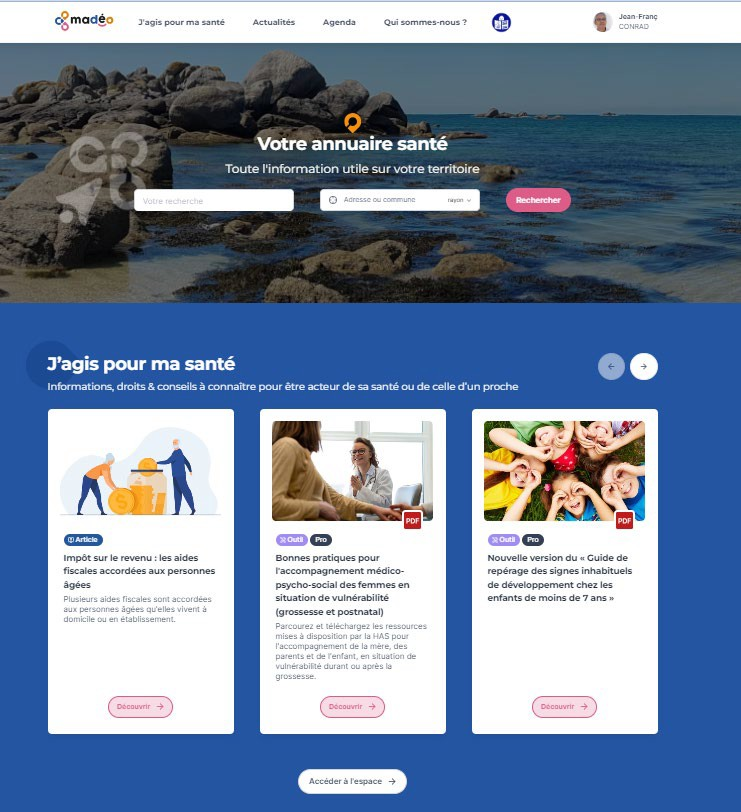 madéo
J'agis pour ma santé
Actualités
Agenda
Qui sommes-nous ?
Jean-Franç
CONRAD
Votre annuaire santé
Toute l'information utile sur votre territoire
Votre recherche
Adresse ou commune
rayon
Rechercher
J'agis pour ma santé
Informations, droits & conseils à connaître pour être acteur de sa santé ou de celle d'un proche
Article
Impôt sur le revenu : les aides
fiscales accordées aux personnes
âgées
Plusieurs aides fiscales sont accordées
aux personnes âgées qu'elles vivent à
domicile ou en établissement.
Découvrir
PDF
Outil
Pro
Bonnes pratiques pour
l'accompagnement médico-
psycho-social des femmes en
situation de vulnérabilité
(grossesse et postnatal)
Parcourez et téléchargez les ressources
mises à disposition par la HAS pour
l'accompagnement de la mère, des
parents et de l'enfant, en situation de
vulnérabilité durant ou après la
grossesse.
Découvrir
PDF
Outil
Pro
Nouvelle version du « Guide de
repérage des signes inhabituels
de développement chez les
enfants de moins de 7 ans »
Découvrir
Accéder à l'espace